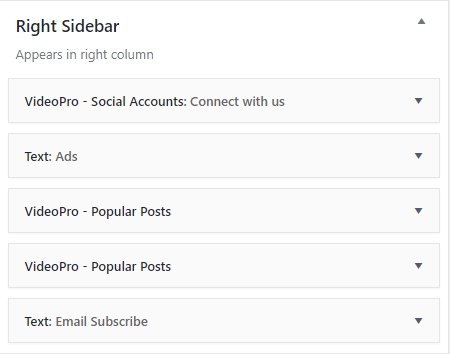 Right Sidebar
Appears in right column
VideoPro - Social Accounts: Connect with us
Text: Ads
VideoPro - Popular Posts
VideoPro - Popular Posts
Text: Email Subscribe